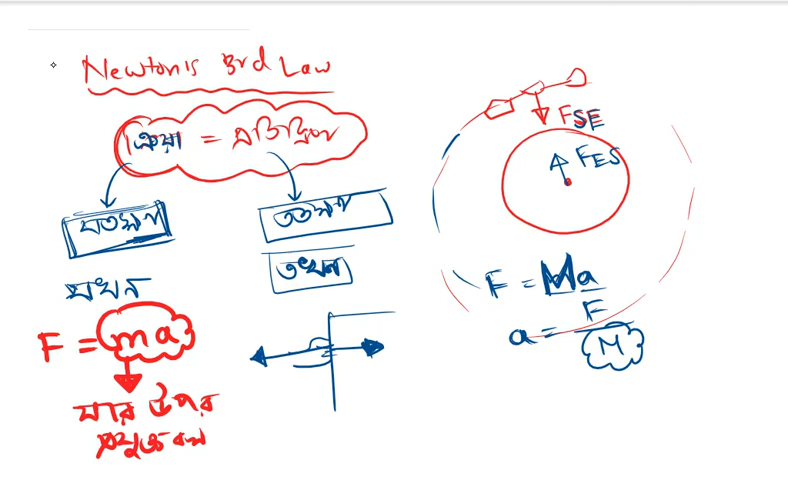 Newton's 3rd Law
ক্রিয়া = প্রতিক্রিয়া
যতক্ষণ
ততক্ষণ
যখন
তখন
F = ma
যার উপর
প্রযুক্ত বল
FSE
FES
F = Ma
a = F
M